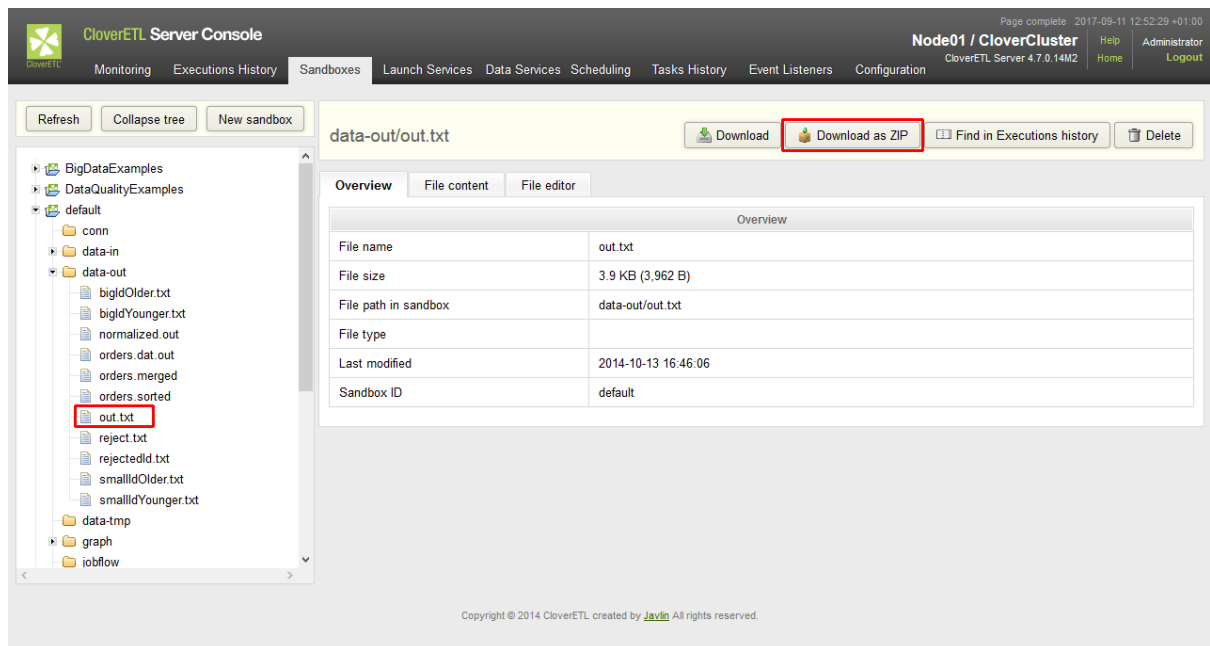 Page complete 2017-09-11 12:52:29 +01:00
CloverETL Server Console
Node01 / CloverCluster Help Administrator
CloverETL Server 4.7.0.14M2 Home Logout
CloverETL
Monitoring Executions History Sandboxes Launch Services Data Services Scheduling Tasks History Event Listeners Configuration
Refresh Collapse tree New sandbox
data-out/out.txt Download Download as ZIP Find in Executions history Delete
BigDataExamples
DataQualityExamples
default
conn
data-in
data-out
bigIdOlder.txt
bigIdYounger.txt
normalized.out
orders.dat.out
orders.merged
orders.sorted
out.txt
reject.txt
rejectedId.txt
smallIdOlder.txt
smallIdYounger.txt
data-tmp
graph
jobflow
Overview File content File editor
Overview
File name out.txt
File size 3.9 KB (3,962 B)
File path in sandbox data-out/out.txt
File type
Last modified 2014-10-13 16:46:06
Sandbox ID default
Copyright © 2014 CloverETL created by Javlin All rights reserved.